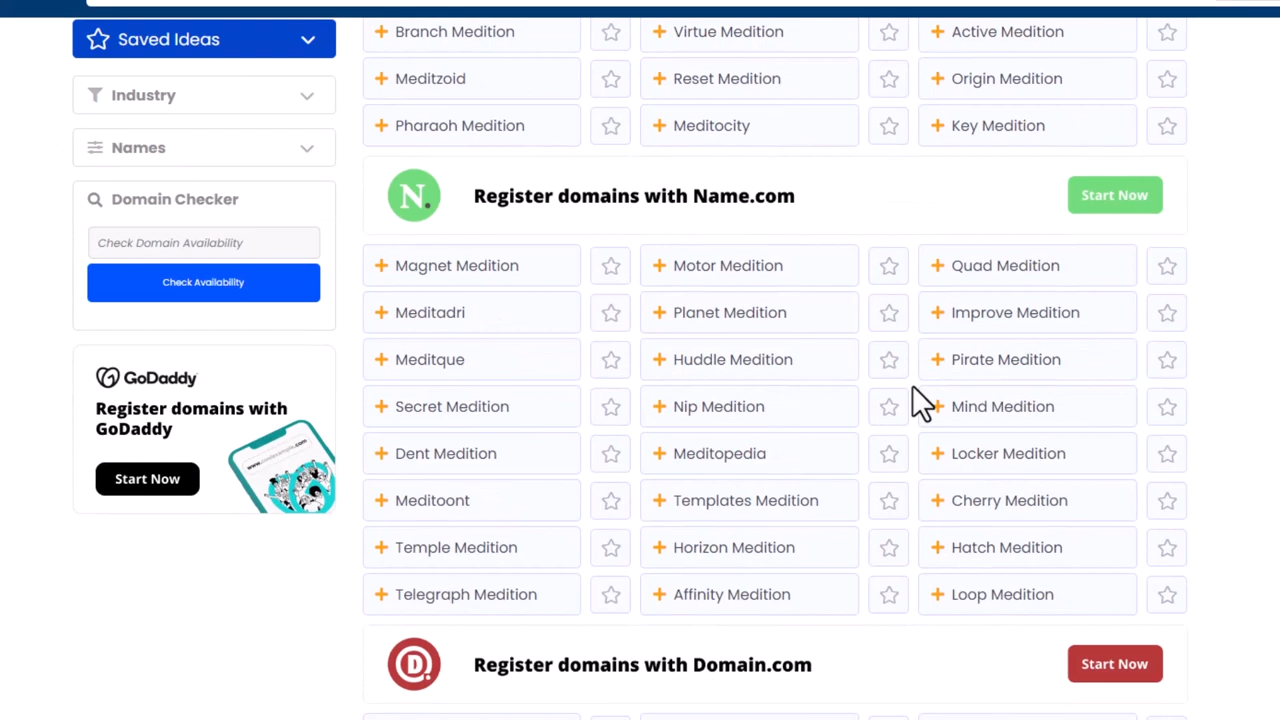 Saved Ideas
Industry
Names
Domain Checker
Check Domain Availability
Check Availability
GoDaddy
Register domains with
GoDaddy
Start Now
Branch Medition Virtue Medition Active Medition
Meditzoid Reset Medition Origin Medition
Pharaoh Medition Meditocity Key Medition
N. Register domains with Name.com Start Now
Magnet Medition Motor Medition Quad Medition
Meditadri Planet Medition Improve Medition
Meditque Huddle Medition Pirate Medition
Secret Medition Nip Medition Mind Medition
Dent Medition Meditopedia Locker Medition
Meditoont Templates Medition Cherry Medition
Temple Medition Horizon Medition Hatch Medition
Telegraph Medition Affinity Medition Loop Medition
D Register domains with Domain.com Start Now